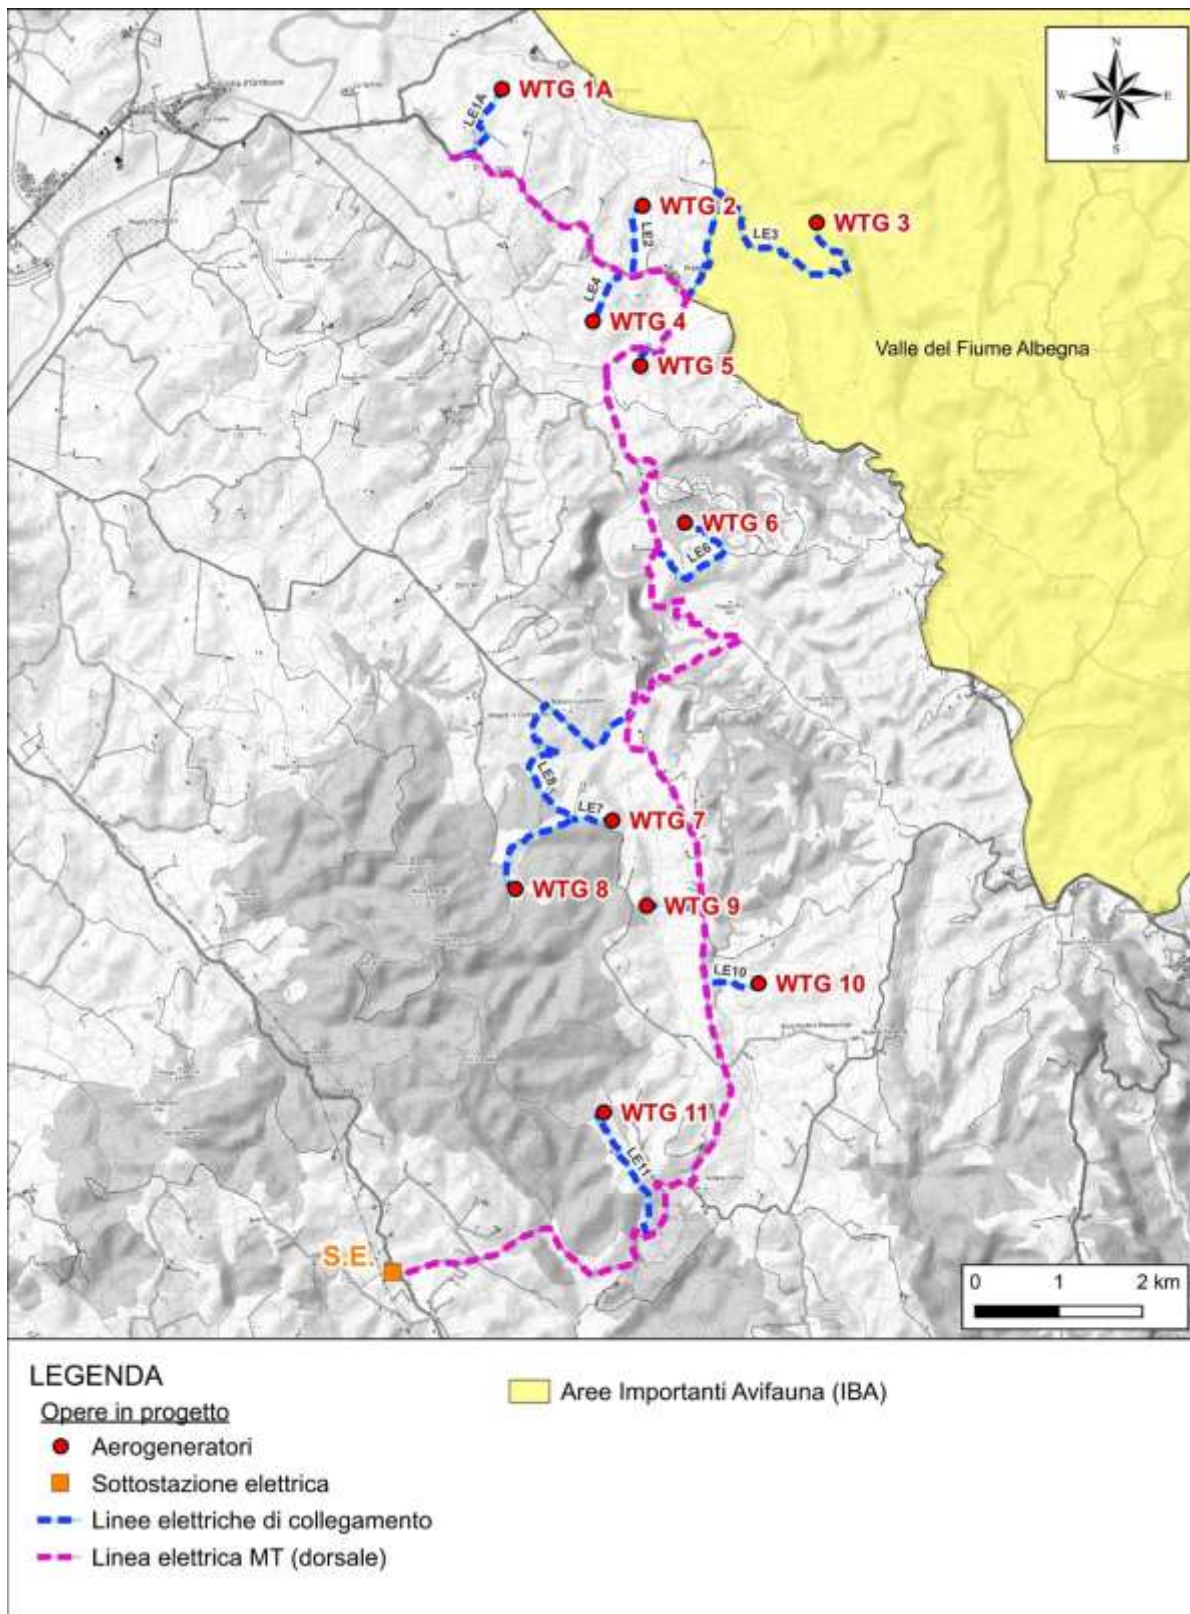 N
W E
S
WTG 1A
LE1A
WTG 2
LE2
WTG 3
LE3
LE4
WTG 4
Valle del Fiume Albegna
WTG 5
WTG 6
LE6
LE8
LE7
WTG 7
WTG 8
WTG 9
LE10
WTG 10
WTG 11
LE11
S.E.
0 1 2 km
LEGENDA
Opere in progetto
Aree Importanti Avifauna (IBA)
Aerogeneratori
Sottostazione elettrica
Linee elettriche di collegamento
Linea elettrica MT (dorsale)